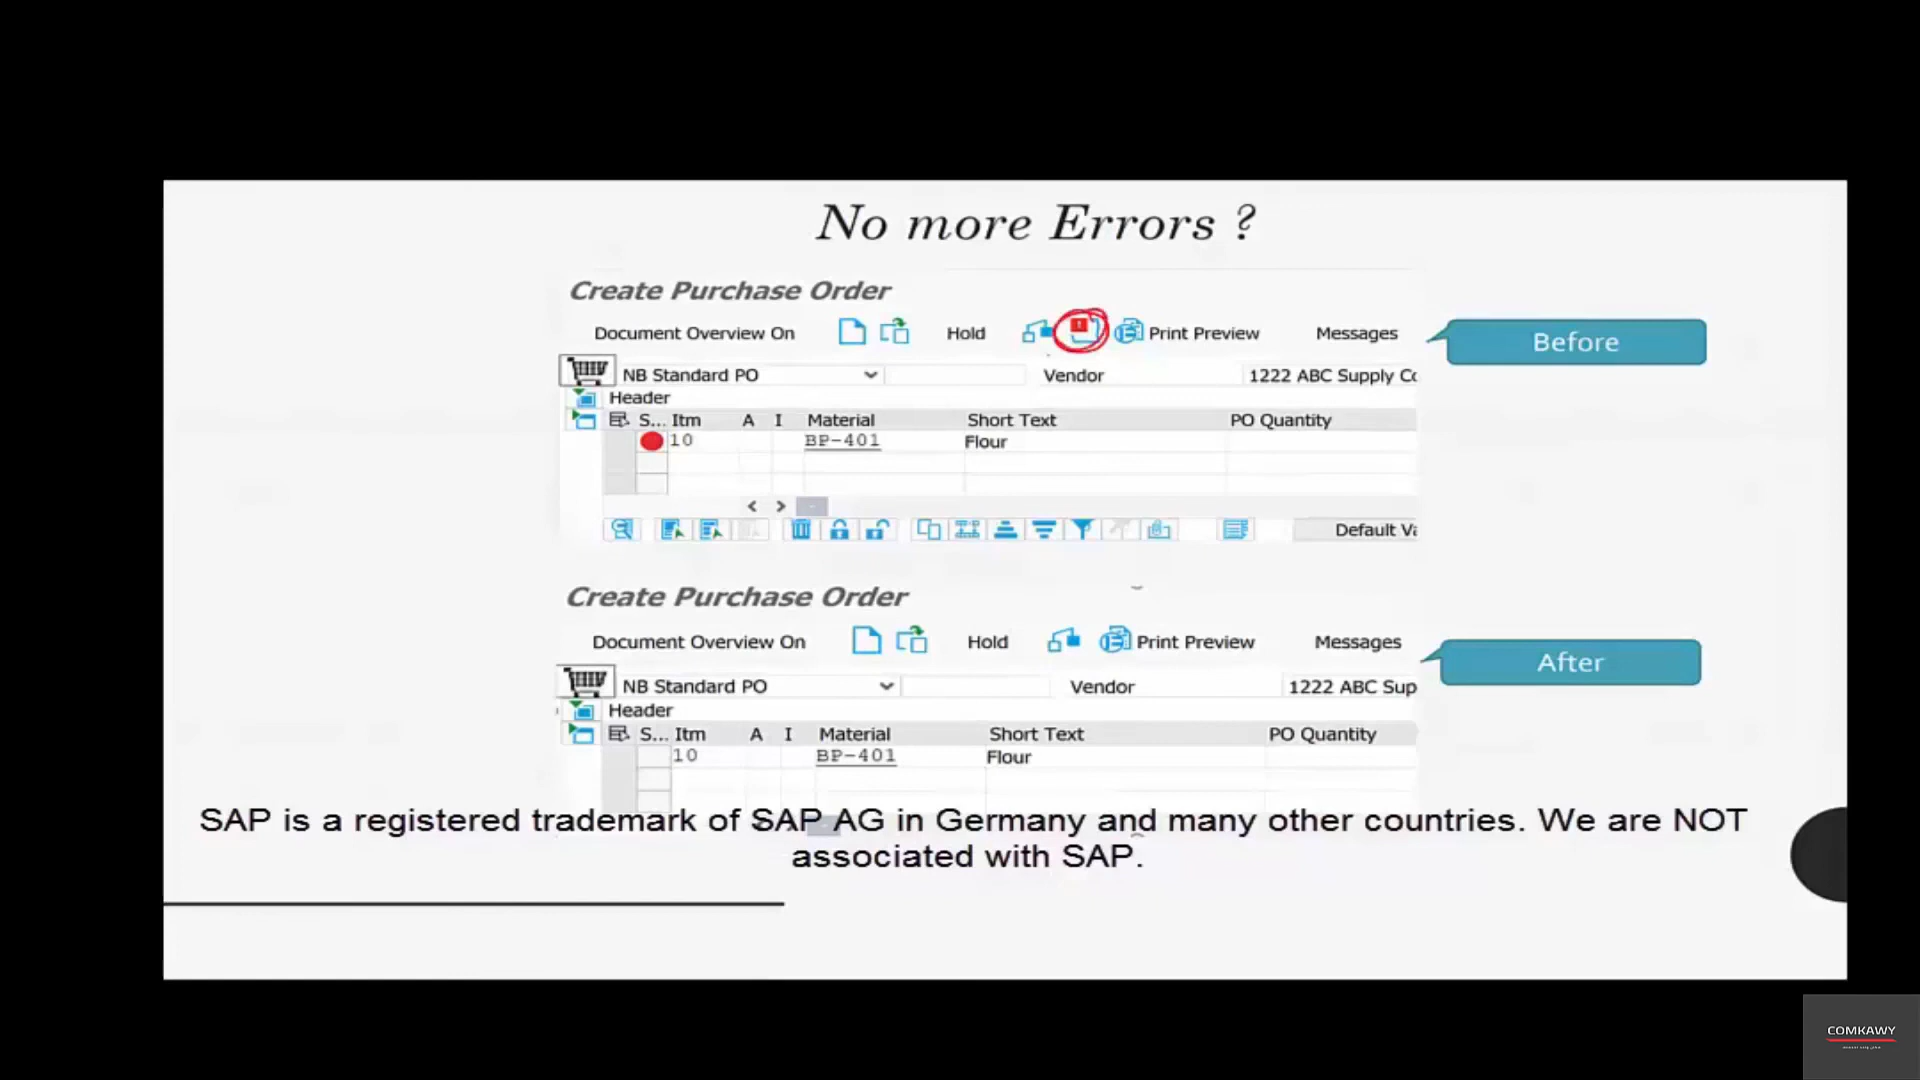 No more Errors ?
Create Purchase Order
Document Overview On Hold Print Preview Messages
Before
NB Standard PO Vendor 1222 ABC Supply Co
Header
S... Itm A I Material Short Text PO Quantity
10 BP-401 Flour
Default Va
Create Purchase Order
Document Overview On Hold Print Preview Messages
After
NB Standard PO Vendor 1222 ABC Sup
Header
S... Itm A I Material Short Text PO Quantity
10 BP-401 Flour
SAP is a registered trademark of SAP AG in Germany and many other countries. We are NOT
associated with SAP.
COMKAWY